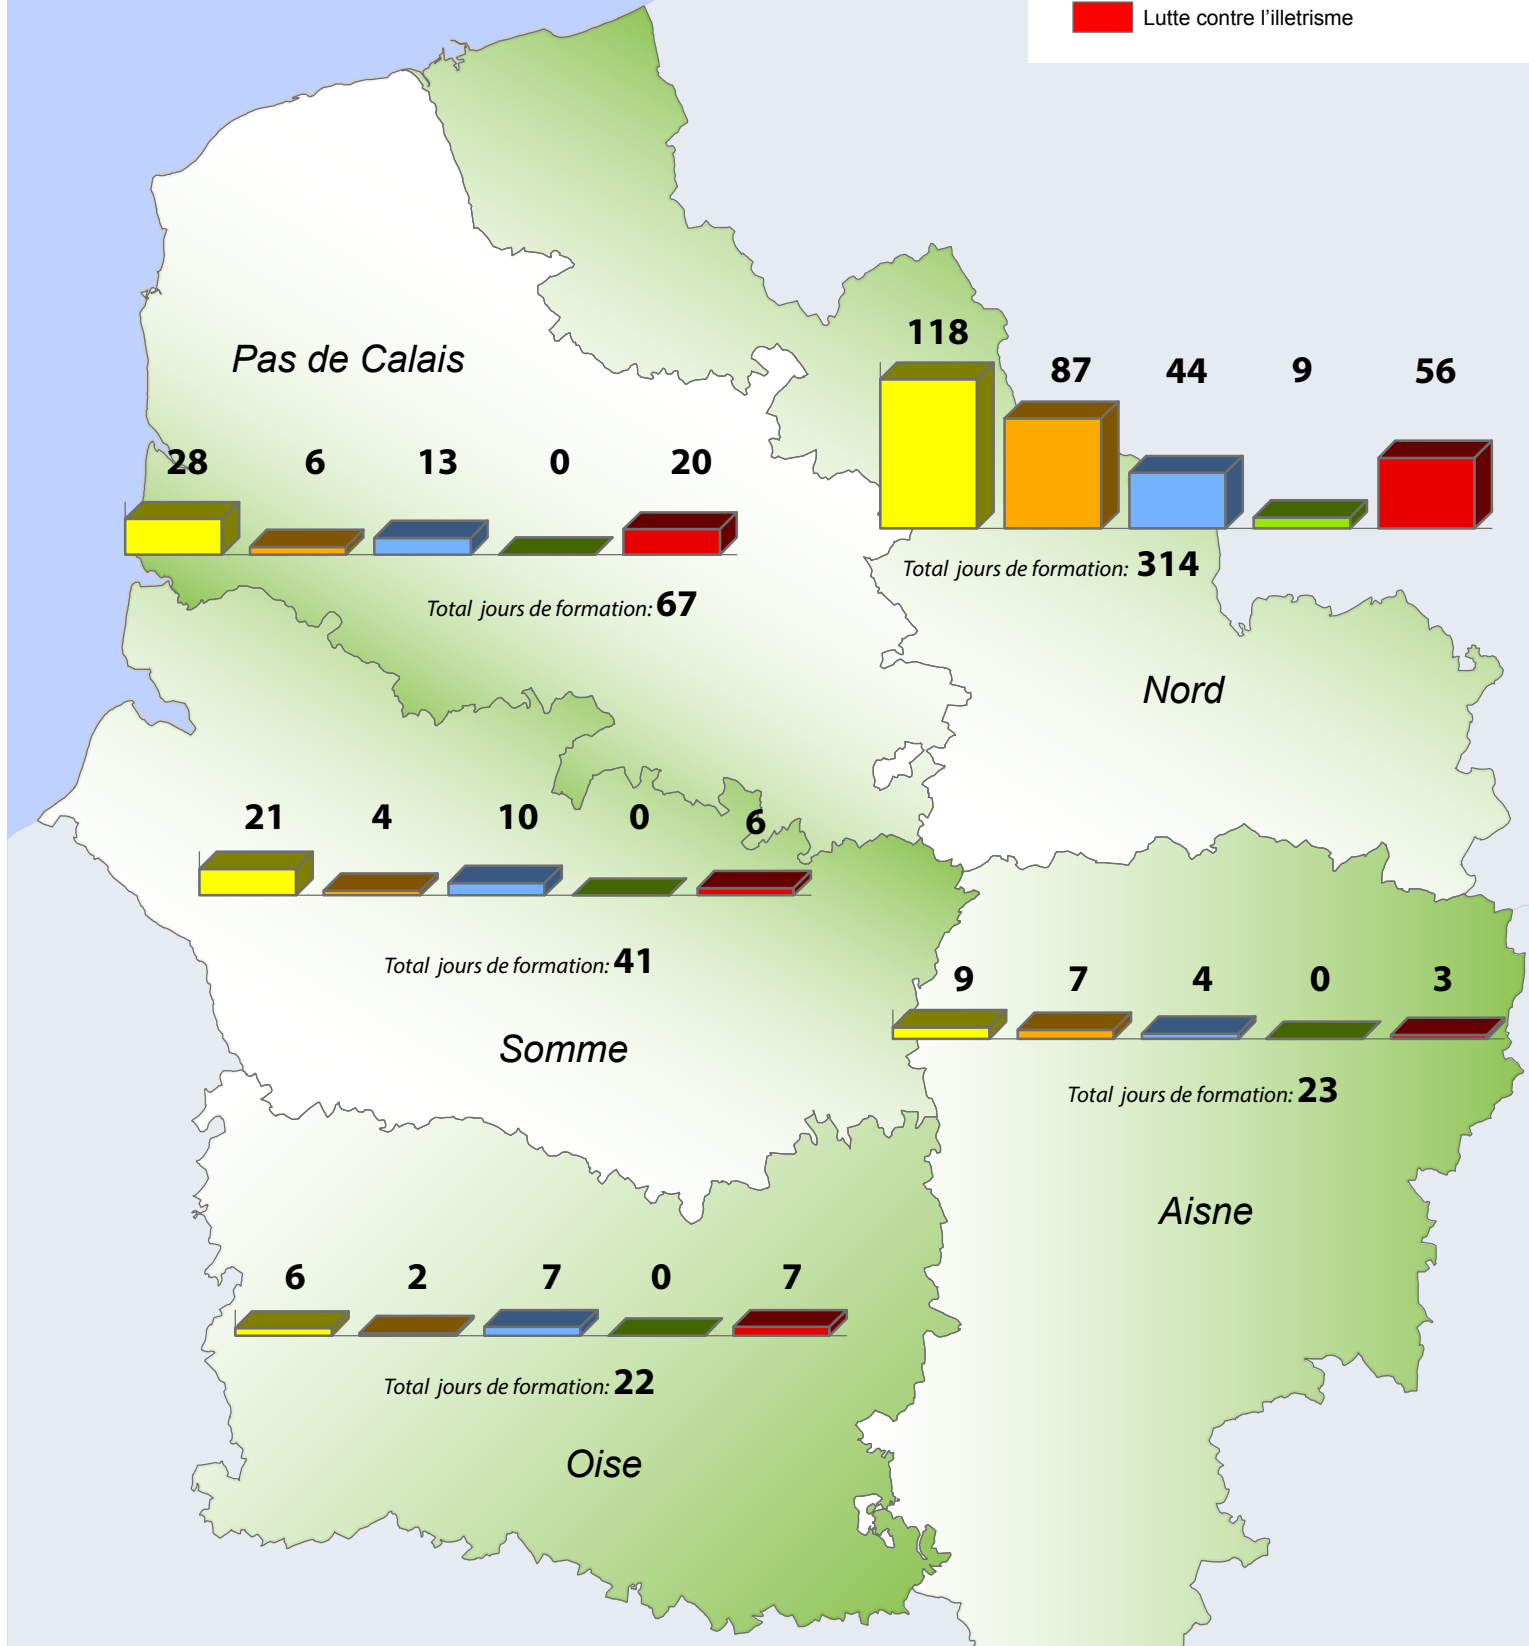 Lutte contre l'illetrisme
118
87 44 9 56
Pas de Calais
28 6 13 0 20
Total jours de formation: 314
Total jours de formation: 67
Nord
21 4 10 0 6
Total jours de formation: 41
9 7 4 0 3
Somme
Total jours de formation: 23
Aisne
6 2 7 0 7
Total jours de formation: 22
Oise